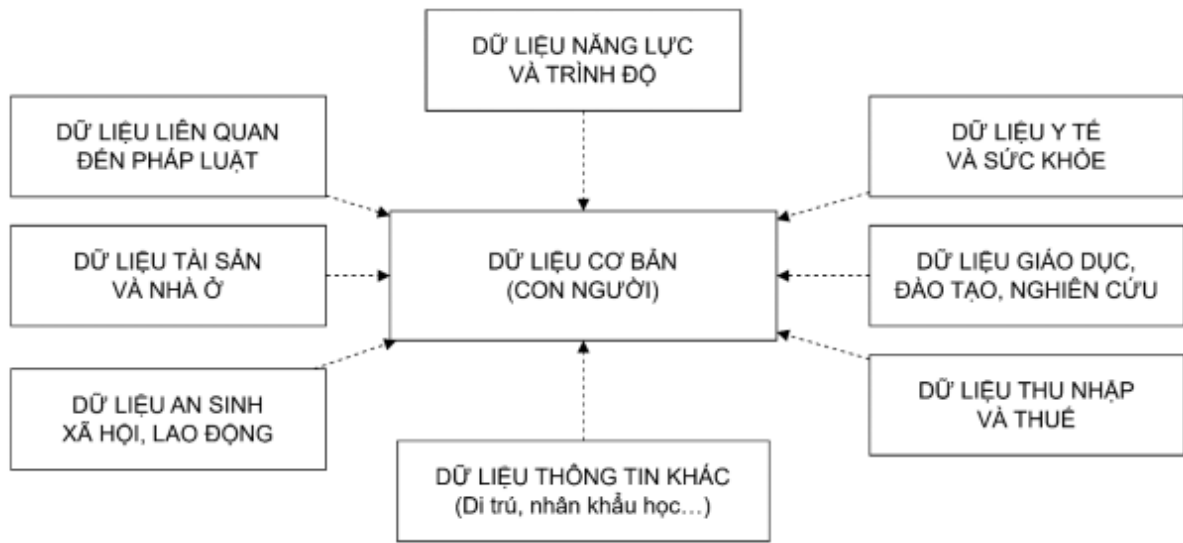 DỮ LIỆU NĂNG LỰC
VÀ TRÌNH ĐỘ
DỮ LIỆU LIÊN QUAN
ĐẾN PHÁP LUẬT
DỮ LIỆU Y TẾ
VÀ SỨC KHỎE
DỮ LIỆU TÀI SẢN
VÀ NHÀ Ở
DỮ LIỆU CƠ BẢN
(CON NGƯỜI)
DỮ LIỆU GIÁO DỤC,
ĐÀO TẠO, NGHIÊN CỨU
DỮ LIỆU AN SINH
XÃ HỘI, LAO ĐỘNG
DỮ LIỆU THU NHẬP
VÀ THUẾ
DỮ LIỆU THÔNG TIN KHÁC
(Di trú, nhân khẩu học…)